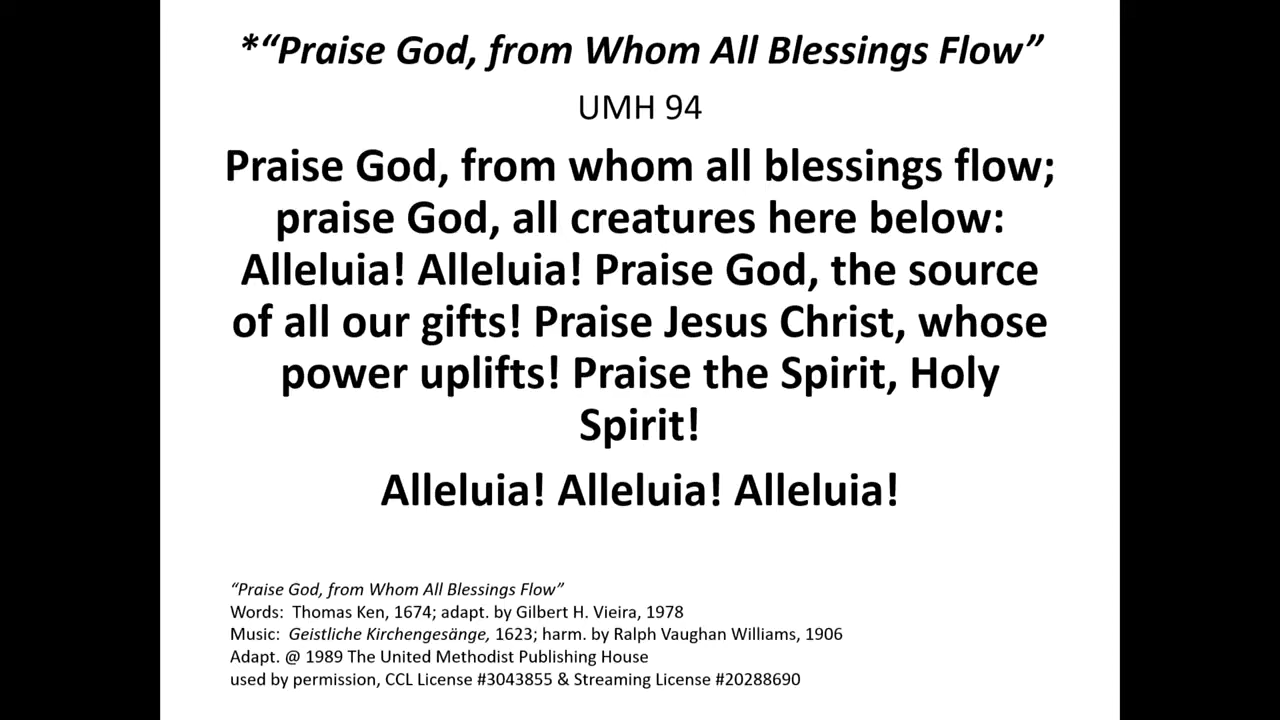 *“Praise God, from Whom All Blessings Flow”
UMH 94
Praise God, from whom all blessings flow;
praise God, all creatures here below:
Alleluia! Alleluia! Praise God, the source
of all our gifts! Praise Jesus Christ, whose
power uplifts! Praise the Spirit, Holy
Spirit!
Alleluia! Alleluia! Alleluia!
“Praise God, from Whom All Blessings Flow”
Words: Thomas Ken, 1674; adapt. by Gilbert H. Vieira, 1978
Music: Geistliche Kirchengesänge, 1623; harm. by Ralph Vaughan Williams, 1906
Adapt. @ 1989 The United Methodist Publishing House
used by permission, CCL License #3043855 & Streaming License #20288690